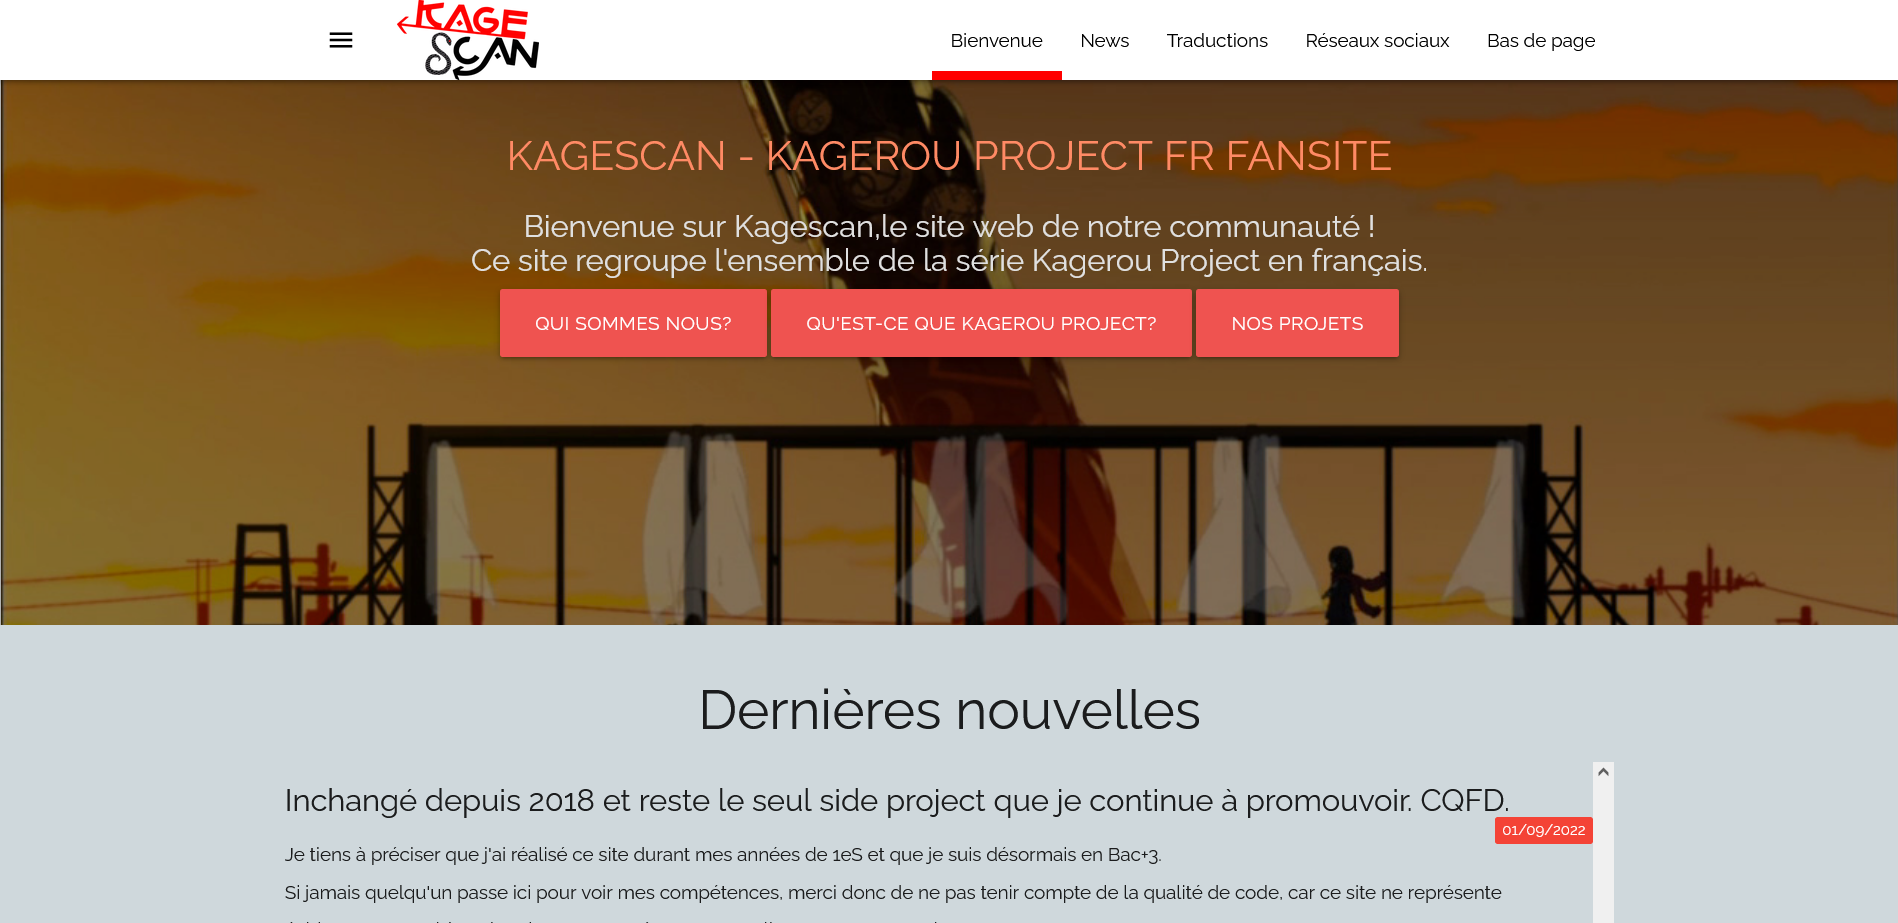 KAGE
SCAN
Bienvenue
News
Traductions
Réseaux sociaux
Bas de page
KAGESCAN - KAGEROU PROJECT FR FANSITE
Bienvenue sur Kagescan,le site web de notre communauté !
Ce site regroupe l'ensemble de la série Kagerou Project en français.
QUI SOMMES NOUS?
QU'EST-CE QUE KAGEROU PROJECT?
NOS PROJETS
Dernières nouvelles
Inchangé depuis 2018 et reste le seul side project que je continue à promouvoir. CQFD.
01/09/2022
Je tiens à préciser que j'ai réalisé ce site durant mes années de 1eS et que je suis désormais en Bac+3.
Si jamais quelqu'un passe ici pour voir mes compétences, merci donc de ne pas tenir compte de la qualité de code, car ce site ne représente